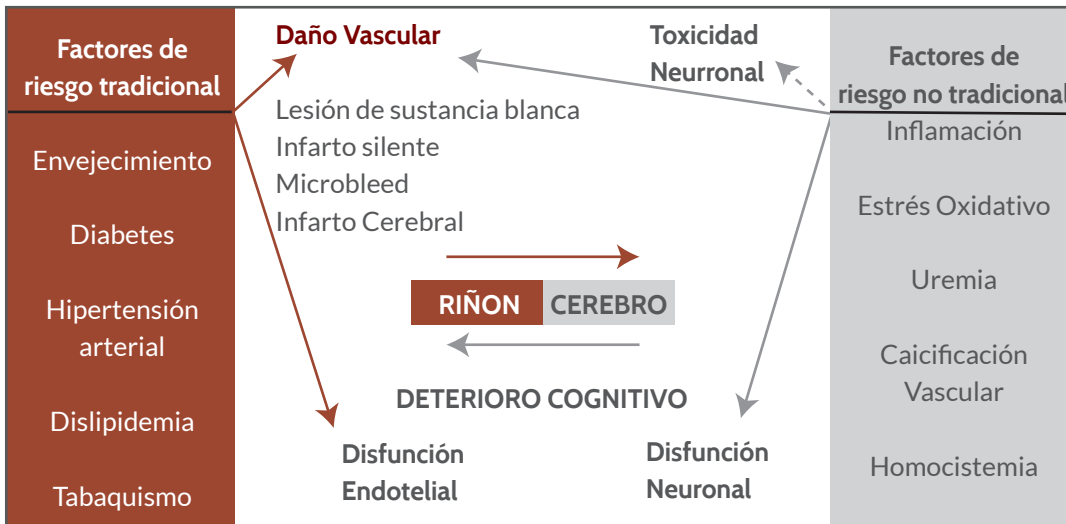 Factores de
riesgo tradicional
Envejecimiento
Diabetes
Hipertensión
arterial
Dislipidemia
Tabaquismo
Daño Vascular
Lesión de sustancia blanca
Infarto silente
Microbleed
Infarto Cerebral
Toxicidad
Neurronal
RIÑON
CEREBRO
DETERIORO COGNITIVO
Disfunción
Endotelial
Disfunción
Neuronal
Factores de
riesgo no tradicional
Inflamación
Estrés Oxidativo
Uremia
Caicificación
Vascular
Homocistemia